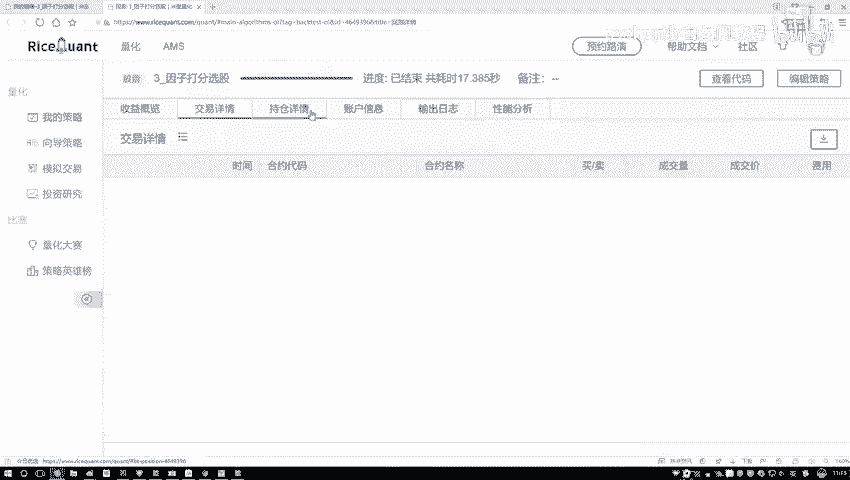 https://www.ricequant.com/quant/
RiceQuant
量化
AMS
预约路演
帮助文档
社区
3_因子打分选股
进度: 已结束 共耗时17.385秒
备注: --
查看代码
编辑策略
量化
我的策略
向导策略
模拟交易
投资研究
比赛
量化大赛
策略英雄榜
收益概览
交易详情
持仓详情
账户信息
输出日志
性能分析
交易详情
时间
合约代码
合约名称
买/卖
成交量
成交价
费用